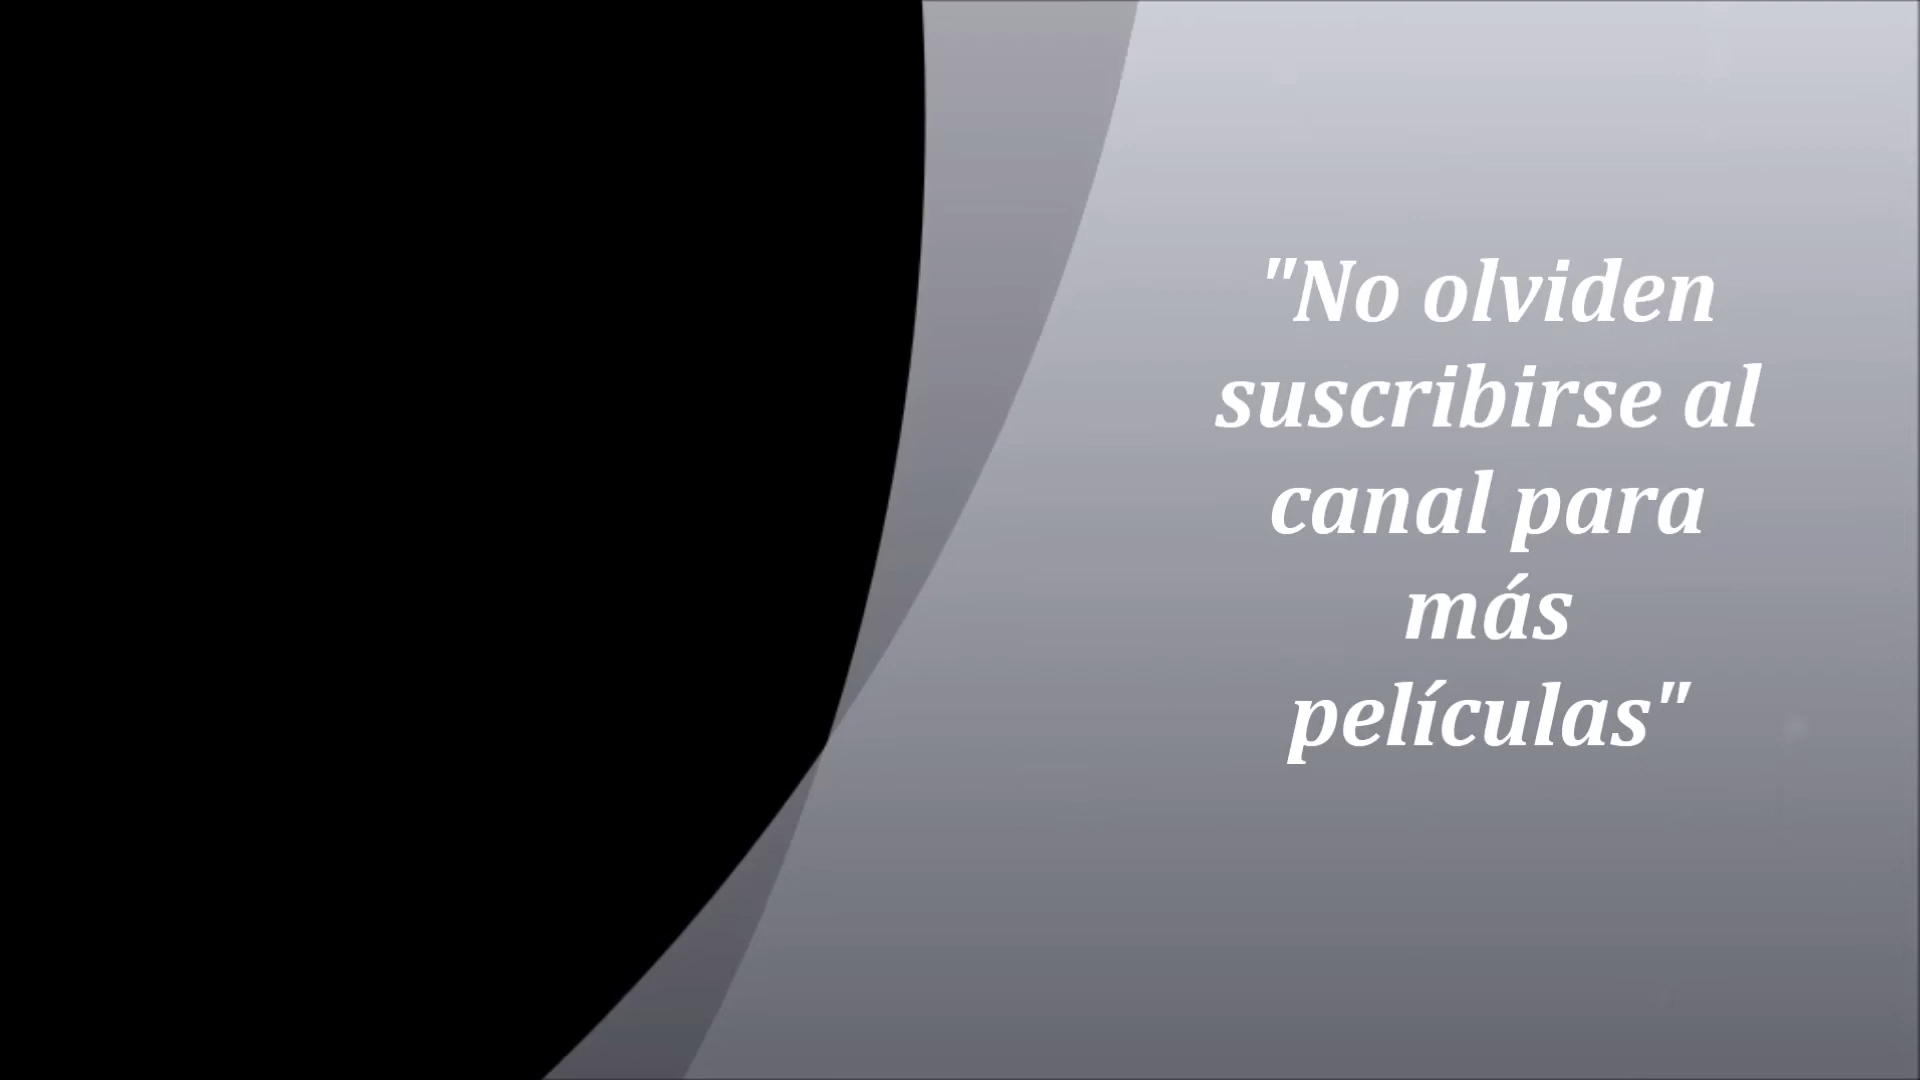 "No olviden
suscribirse al
canal para
más
películas"